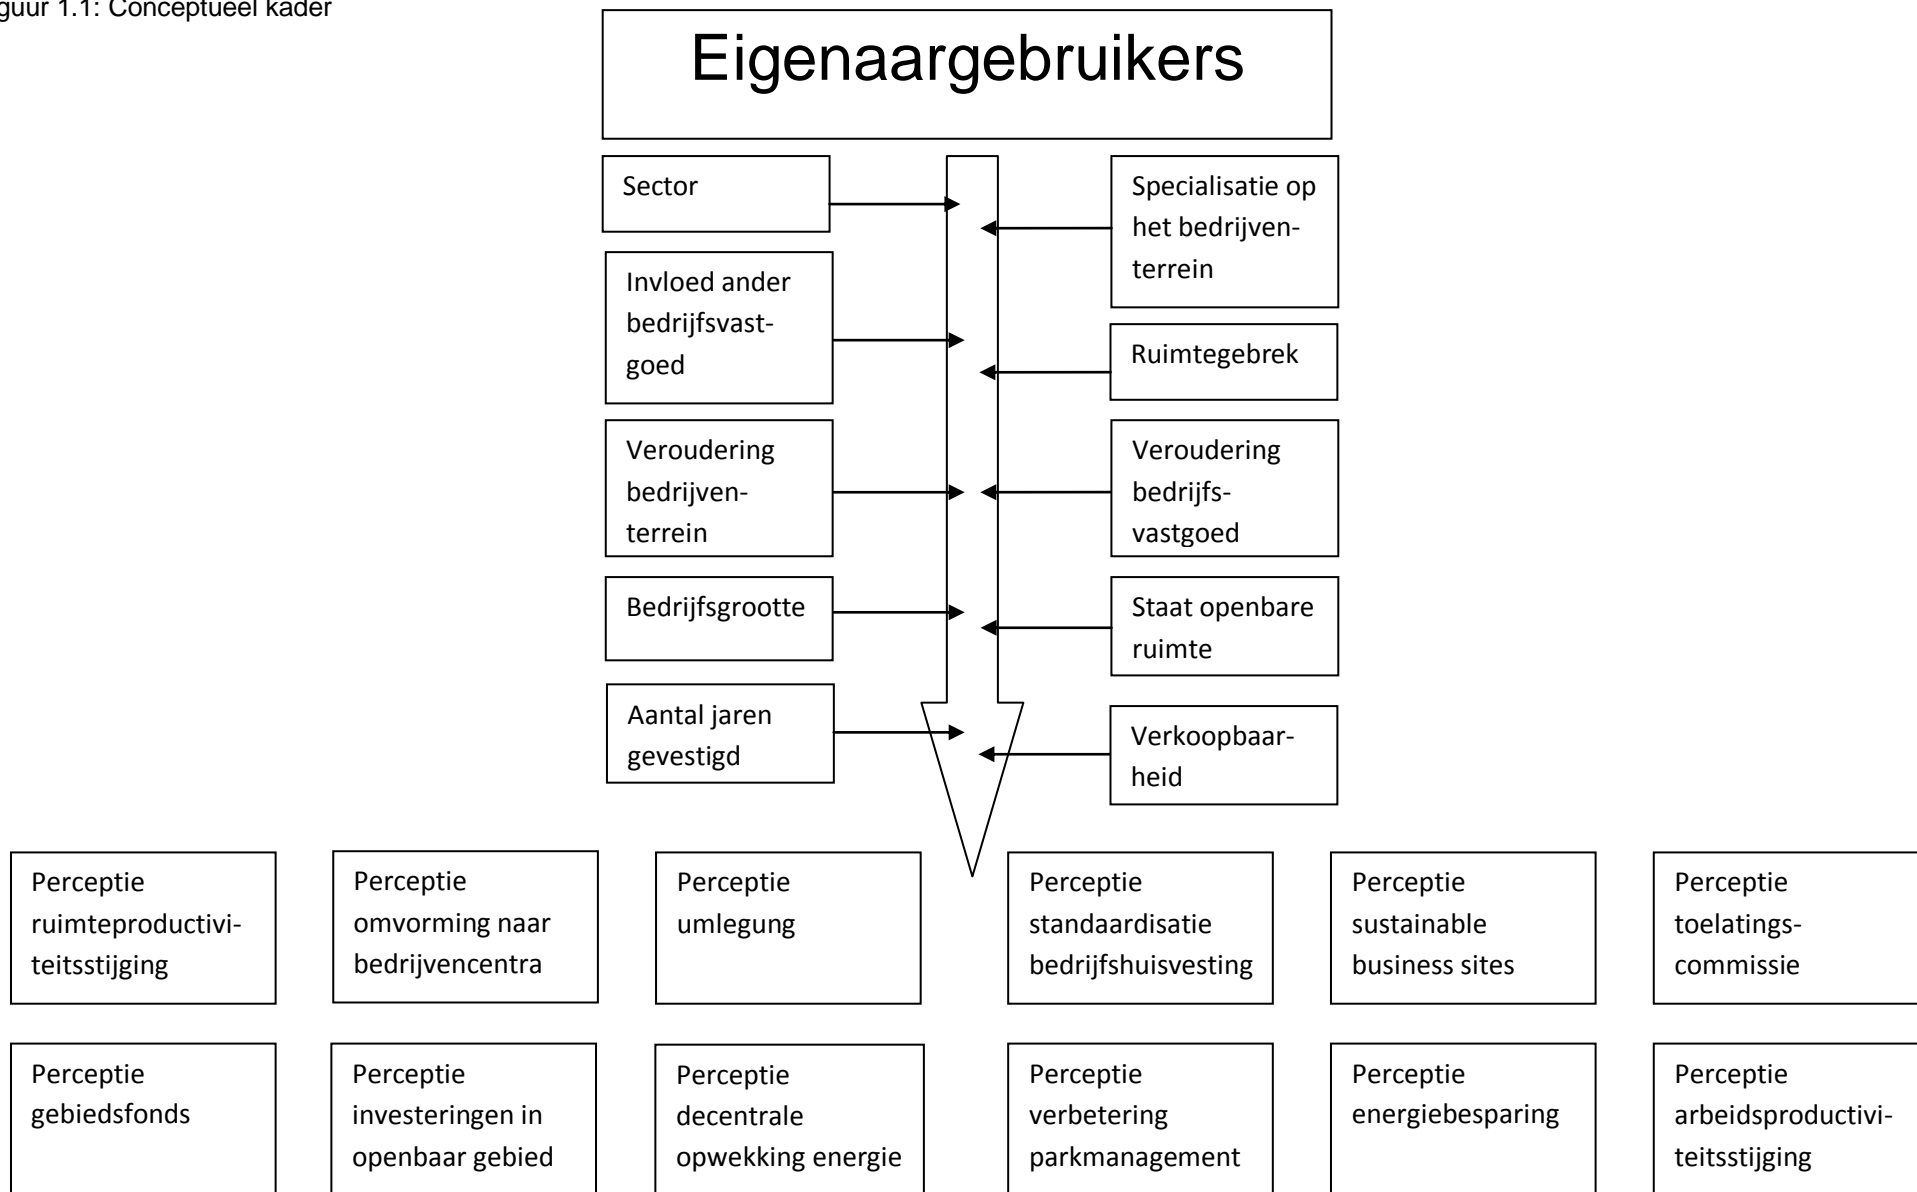 guur 1.1: Conceptueel kader
Eigenaargebruikers
Sector
Specialisatie op
het bedrijven-
terrein
Invloed ander
bedrijfsvast-
goed
Ruimtegebrek
Veroudering
bedrijven-
terrein
Veroudering
bedrijfs-
vastgoed
Bedrijfsgrootte
Staat openbare
ruimte
Aantal jaren
gevestigd
Verkoopbaar-
heid
Perceptie
ruimteproductivi-
teitsstijging
Perceptie
omvorming naar
bedrijvencentra
Perceptie
umlegung
Perceptie
standaardisatie
bedrijfshuisvesting
Perceptie
sustainable
business sites
Perceptie
toelatings-
commissie
Perceptie
gebiedsfonds
Perceptie
investeringen in
openbaar gebied
Perceptie
decentrale
opwekking energie
Perceptie
verbetering
parkmanagement
Perceptie
energiebesparing
Perceptie
arbeidsproductivi-
teitsstijging